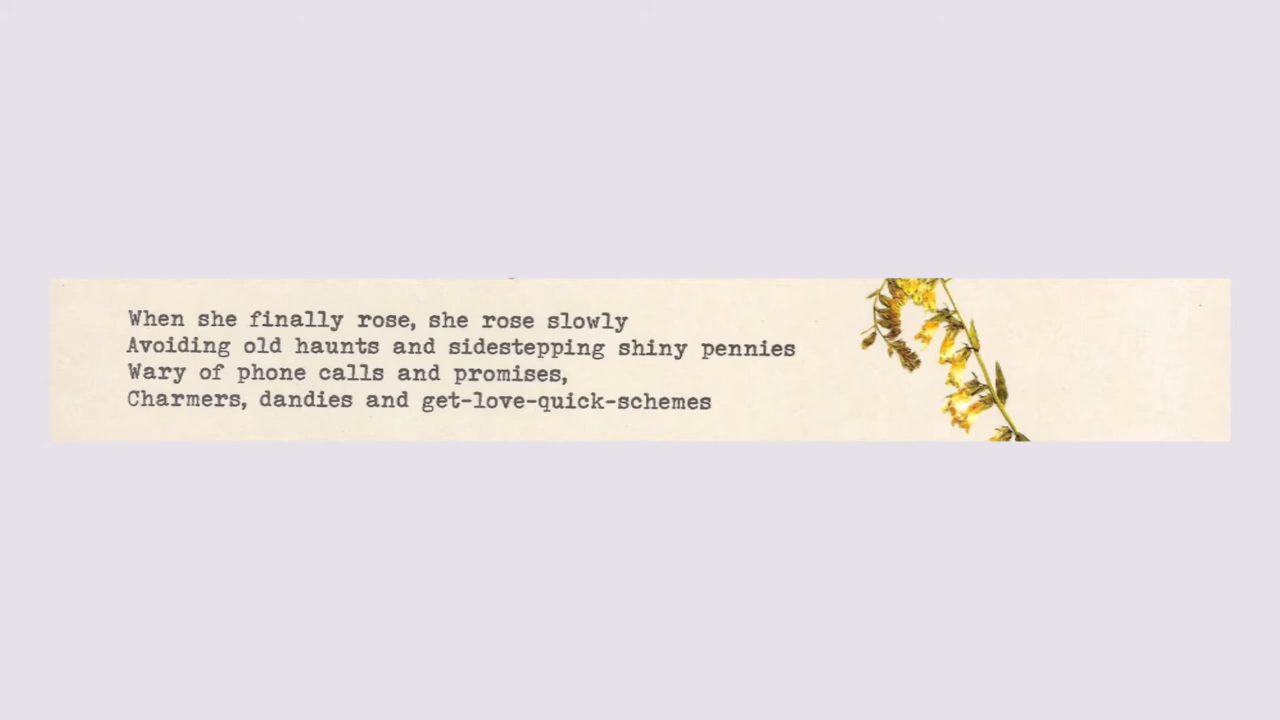 When she finally rose, she rose slowly
Avoiding old haunts and sidestepping shiny pennies
Wary of phone calls and promises,
Charmers, dandies and get-love-quick-schemes